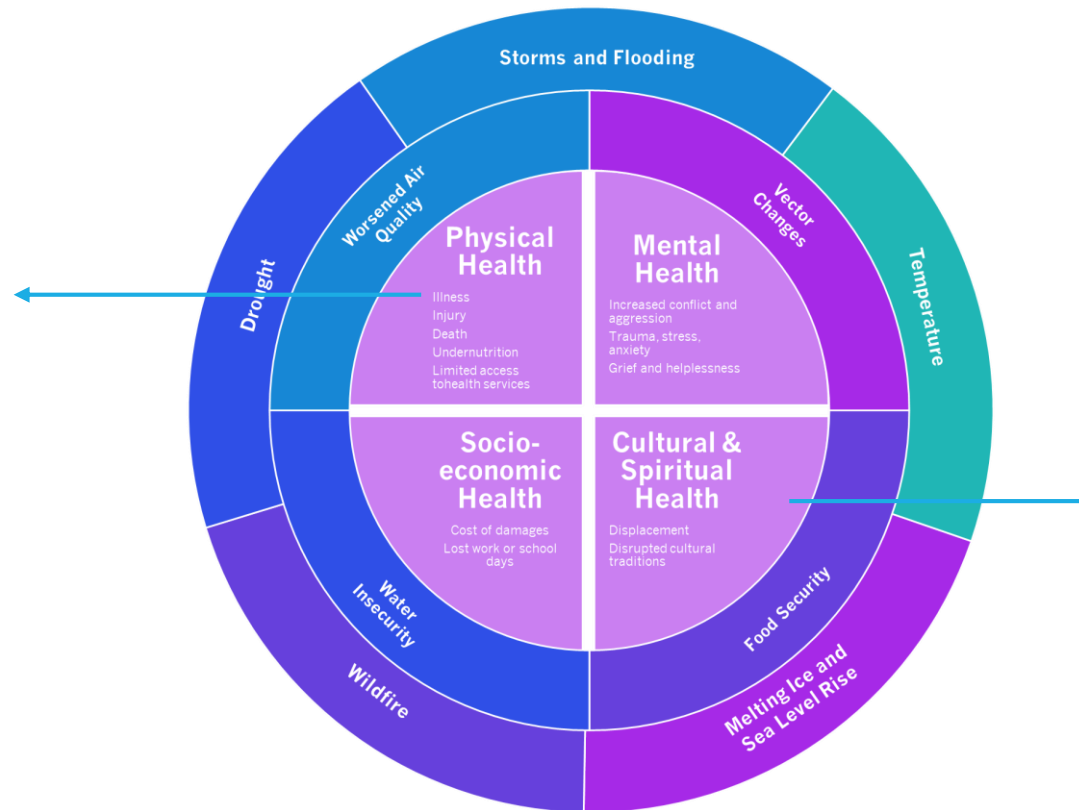 Storms and Flooding
Worsened Air
Quality
Vector
Changes
Drought
Temperature
Physical
Health
Illness
Injury
Death
Undernutrition
Limited access
tohealth services
Mental
Health
Increased conflict and
aggression
Trauma, stress,
anxiety
Grief and helplessness
Socio-
economic
Health
Cost of damages
Lost work or school
days
Cultural &
Spiritual
Health
Displacement
Disrupted cultural
traditions
Water
Insecurity
Food Security
Wildfire
Melting Ice and
Sea Level Rise